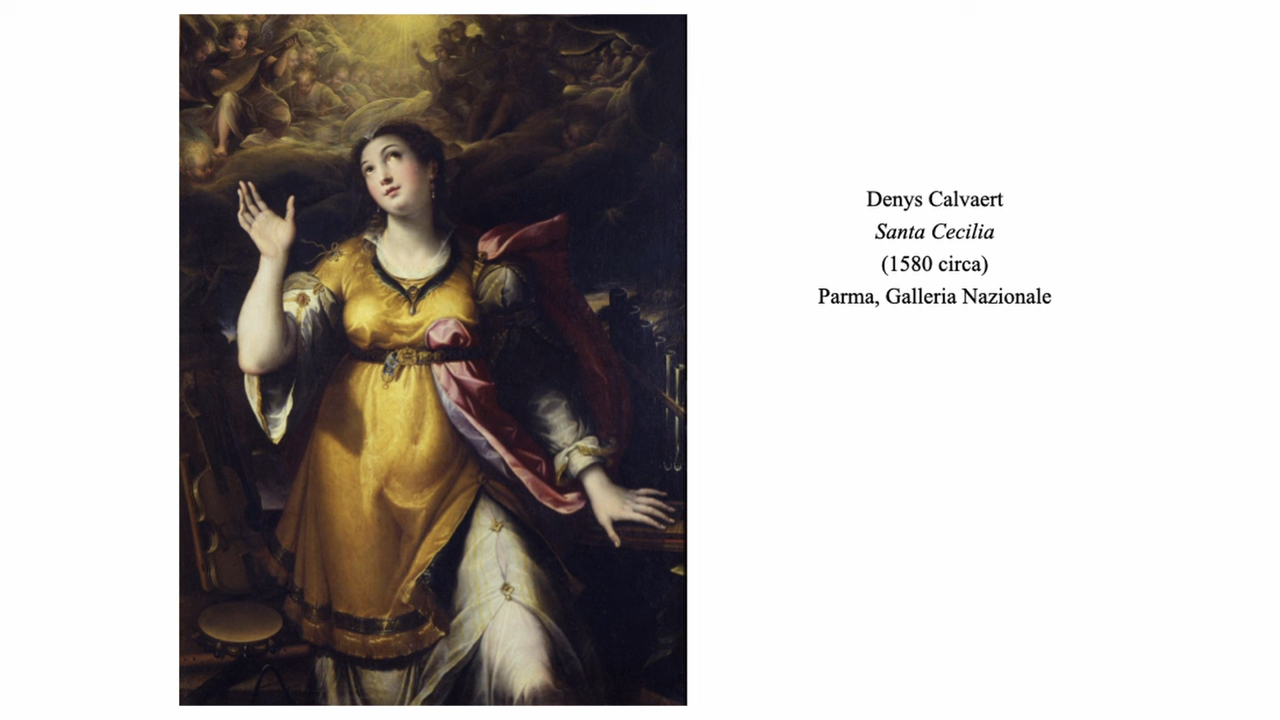 Denys Calvaert
Santa Cecilia
(1580 circa)
Parma, Galleria Nazionale